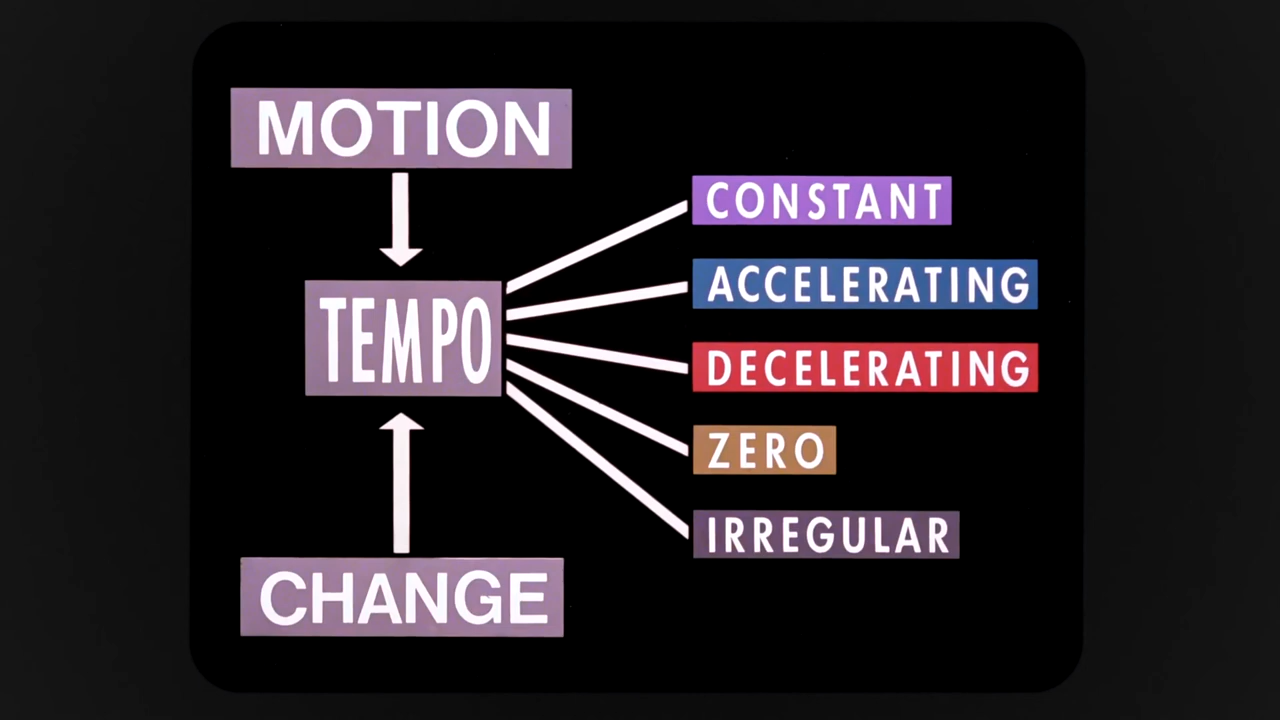 MOTION
TEMPO
CHANGE
CONSTANT
ACCELERATING
DECELERATING
ZERO
IRREGULAR